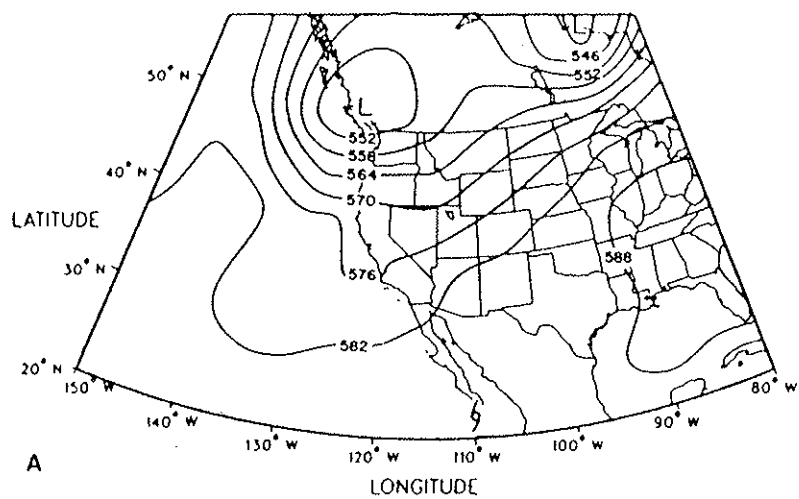 546
50° N
552
L
552
558
40° N
564
570
LATITUDE
588
30° N
576
582
20° N
150° W
80° W
140° W
90° W
130° W
100° W
120° W
110° W
A
LONGITUDE